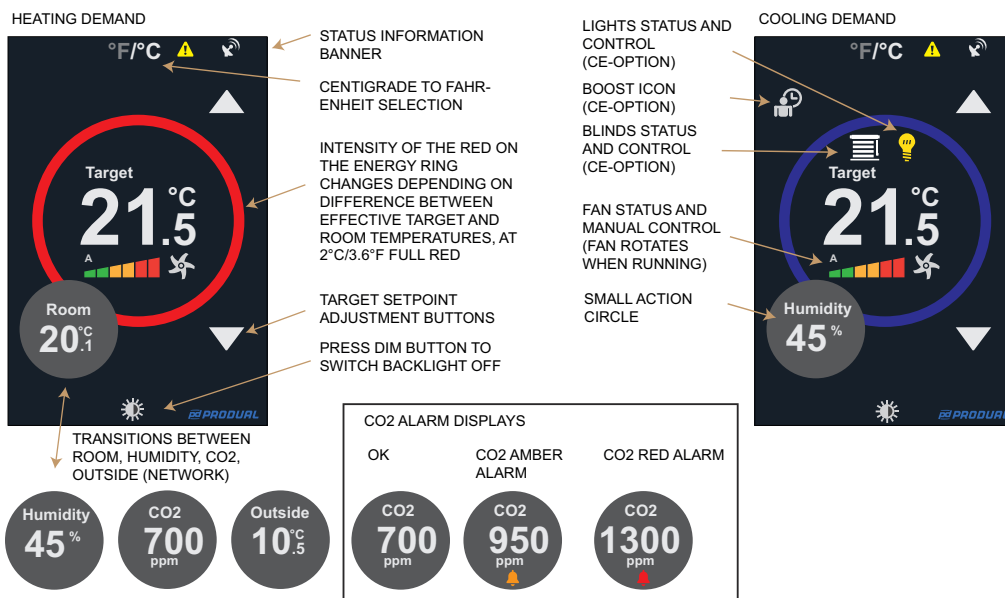 HEATING DEMAND
°F/°C
Target
21.5 °C
A
Room
20.1 °C
PRODUAL
STATUS INFORMATION
BANNER
CENTIGRADE TO FAHR-
ENHEIT SELECTION
INTENSITY OF THE RED ON
THE ENERGY RING
CHANGES DEPENDING ON
DIFFERENCE BETWEEN
EFFECTIVE TARGET AND
ROOM TEMPERATURES, AT
2°C/3.6°F FULL RED
TARGET SETPOINT
ADJUSTMENT BUTTONS
PRESS DIM BUTTON TO
SWITCH BACKLIGHT OFF
LIGHTS STATUS AND
CONTROL
(CE-OPTION)
BOOST ICON
(CE-OPTION)
BLINDS STATUS
AND CONTROL
(CE-OPTION)
FAN STATUS AND
MANUAL CONTROL
(FAN ROTATES
WHEN RUNNING)
SMALL ACTION
CIRCLE
COOLING DEMAND
°F/°C
Target
21.5 °C
A
Humidity
45 %
PRODUAL
TRANSITIONS BETWEEN
ROOM, HUMIDITY, CO2,
OUTSIDE (NETWORK)
Humidity
45 %
CO2
700
ppm
Outside
10.5 °C
CO2 ALARM DISPLAYS
OK
CO2
700
ppm
CO2 AMBER
ALARM
CO2
950
ppm
CO2 RED ALARM
CO2
1300
ppm